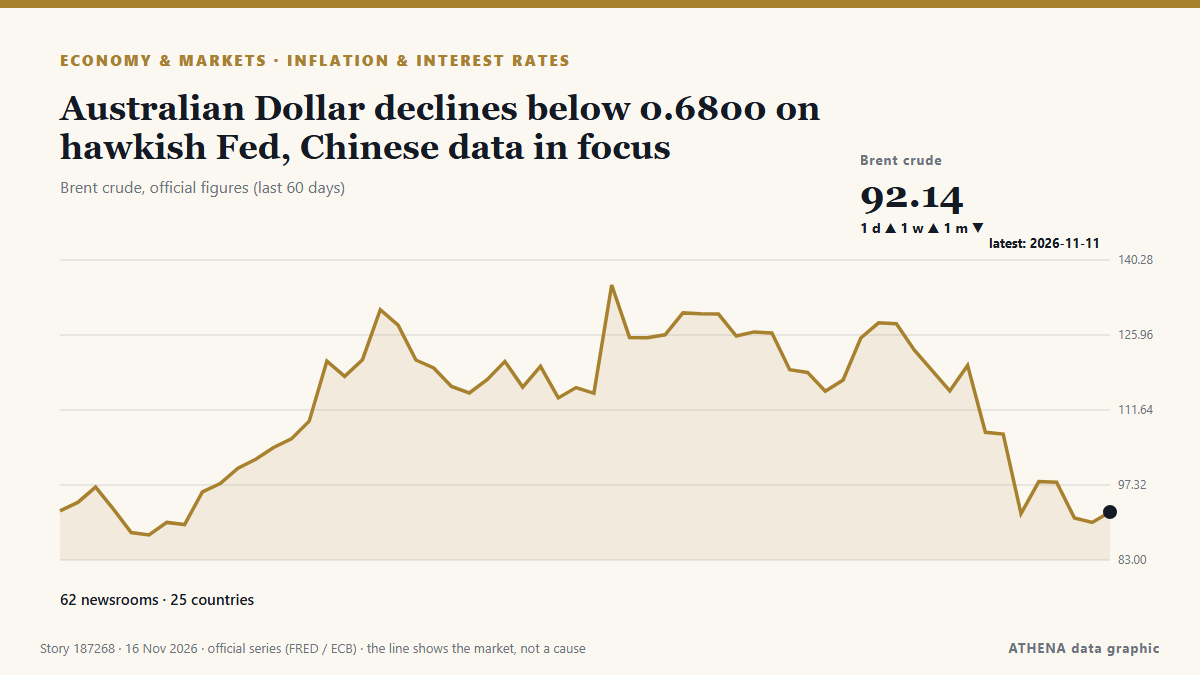 ECONOMY & MARKETS · INFLATION & INTEREST RATES
Australian Dollar declines below 0.6800 on
hawkish Fed, Chinese data in focus
Brent crude, official figures (last 60 days)
Brent crude
92.14
1 d ▲ 1 w ▲ 1 m ▼
latest: 2026-11-11
140.28
125.96
111.64
97.32
83.00
62 newsrooms · 25 countries
Story 187268 · 16 Nov 2026 · official series (FRED / ECB) · the line shows the market, not a cause
ATHENA data graphic